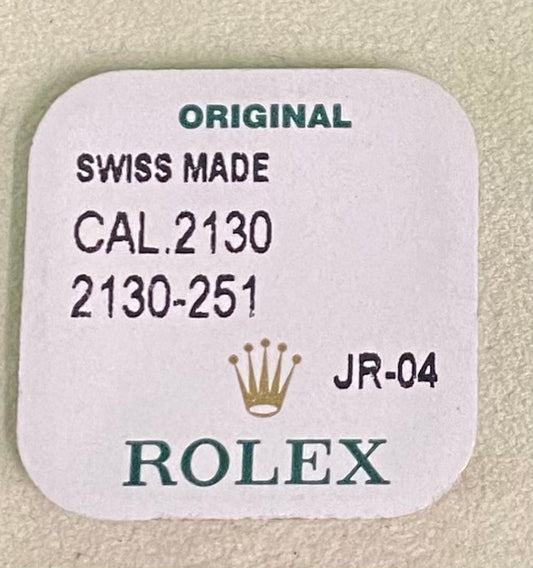 ORIGINAL
SWISS MADE
CAL.2130
2130-251
JR-04
ROLEX